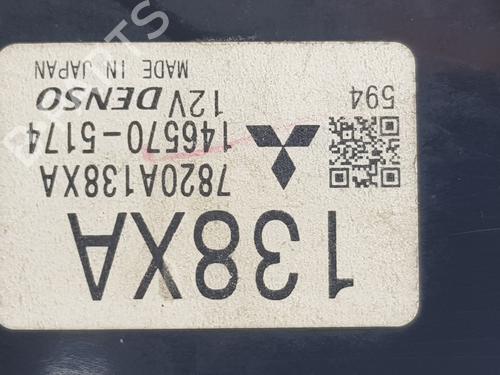 138XA
7820A138XA
146570-5174
12V
DENSO
MADE IN JAPAN
594